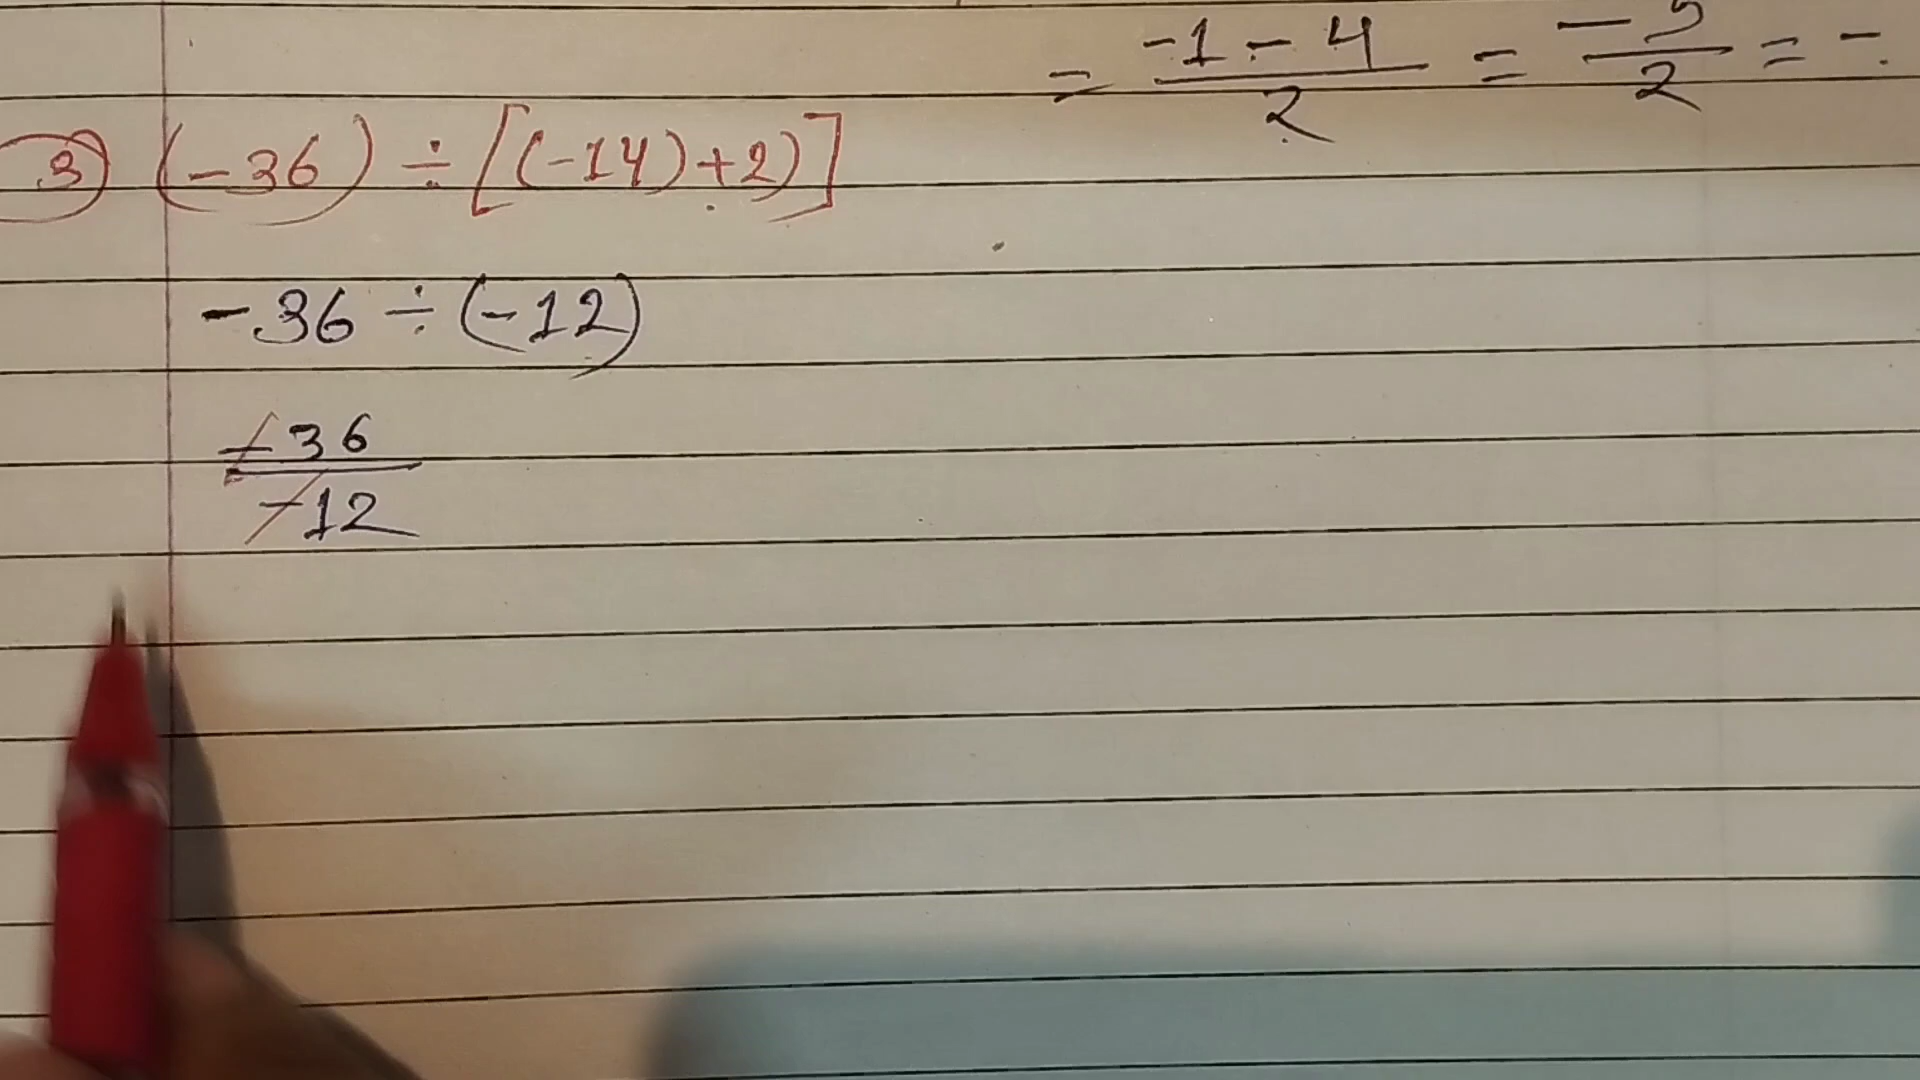 = -1 - 4 / 2 = -5 / 2 = -.
3) (-36) ÷ [(-14)+2)]
-36 ÷ (-12)
-36
-12